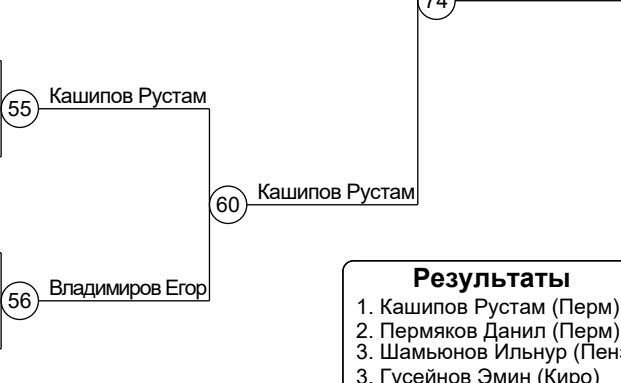 74
Кашипов Рустам
55
Кашипов Рустам
60
Владимиров Егор
56
Результаты
1. Кашипов Рустам (Перм)
2. Пермяков Данил (Перм)
3. Шамьюнов Ильнур (Пенз
3. Гусейнов Эмин (Киро)